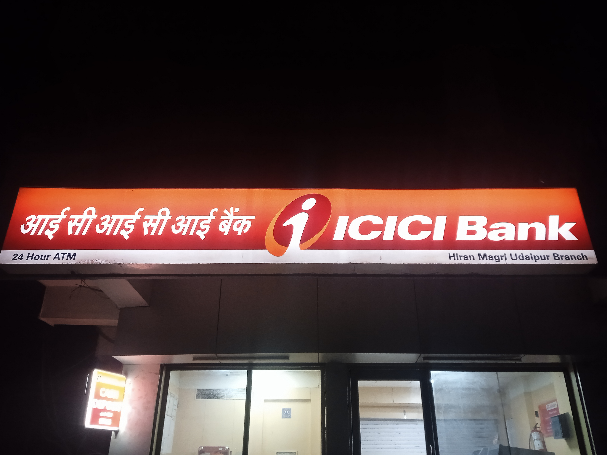 आई सी आई सी आई बैंक ICICI Bank
24 Hour ATM
Hiran Magri Udaipur Branch